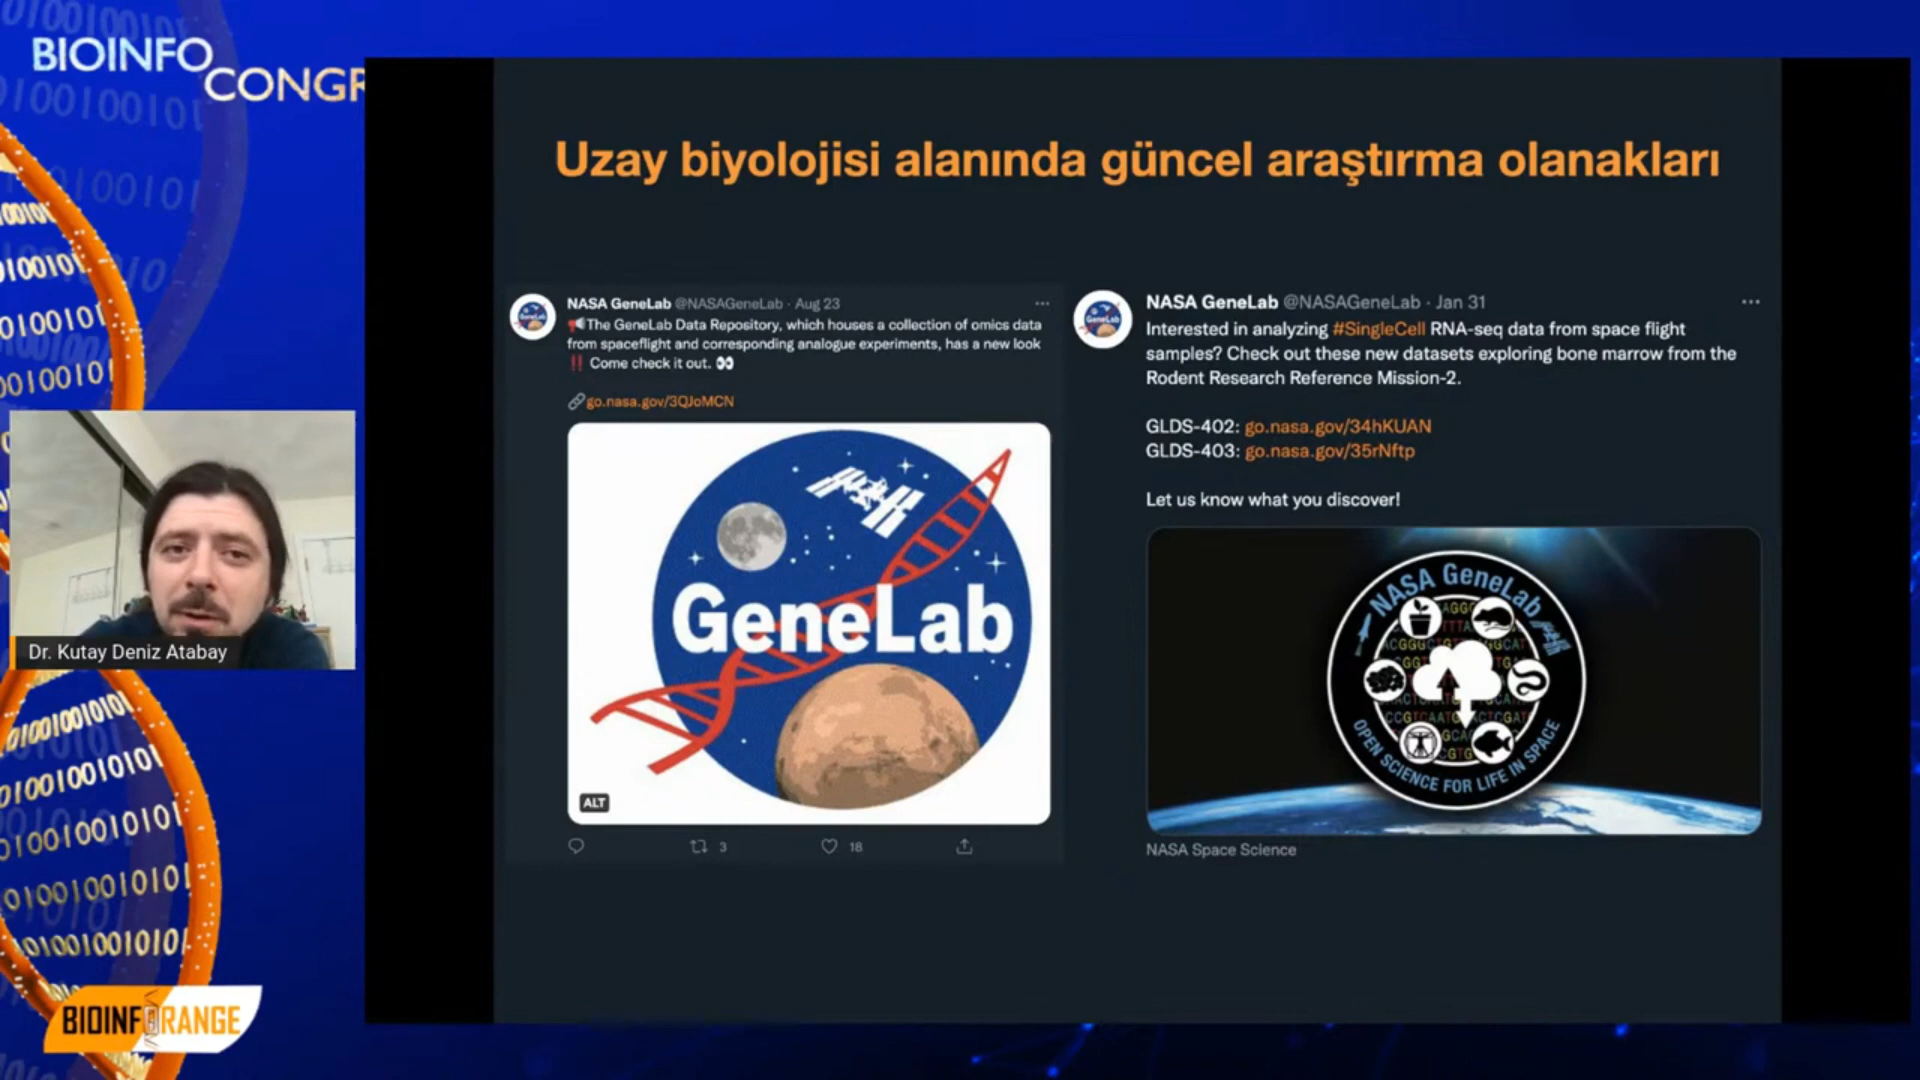 BIOINFO
CONGR
Uzay biyolojisi alanında güncel araştırma olanakları
NASA GeneLab @NASAGeneLab · Aug 23
The GeneLab Data Repository, which houses a collection of omics data
from spaceflight and corresponding analogue experiments, has a new look
‼ Come check it out. 👀
go.nasa.gov/3QJoMCN
GeneLab
ALT
3
18
NASA GeneLab @NASAGeneLab · Jan 31
Interested in analyzing #SingleCell RNA-seq data from space flight
samples? Check out these new datasets exploring bone marrow from the
Rodent Research Reference Mission-2.
GLDS-402: go.nasa.gov/34hKUAN
GLDS-403: go.nasa.gov/35rNftp
Let us know what you discover!
NASA GeneLab
OPEN SCIENCE FOR LIFE IN SPACE
NASA Space Science
Dr. Kutay Deniz Atabay
BIOINFORANGE